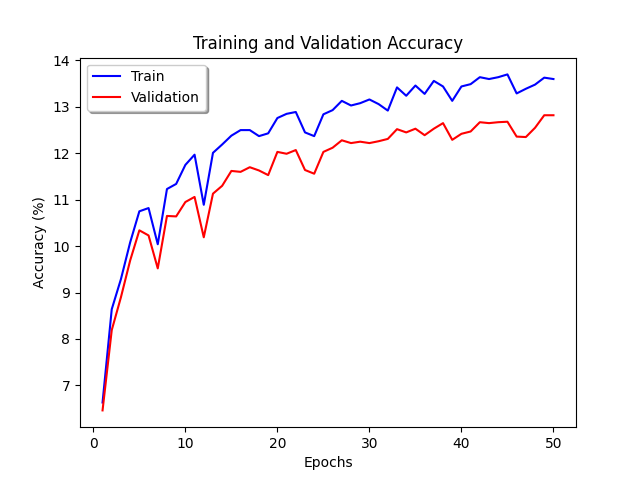 Training and Validation Accuracy
Train
Validation
14
13
12
11
10
9
8
7
Accuracy (%)
0 10 20 30 40 50
Epochs